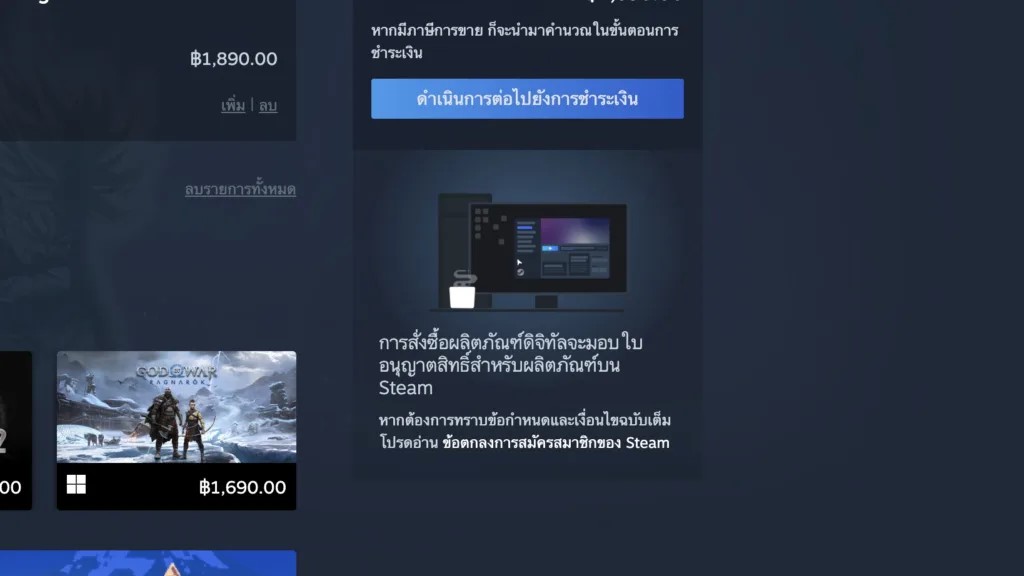 ฿1,890.00
เพิ่ม | ลบ
ลบรายการทั้งหมด
หากมีภาษีการขาย ก็จะนำมาคำนวณในขั้นตอนการ
ชำระเงิน
ดำเนินการต่อไปยังการชำระเงิน
การสั่งซื้อผลิตภัณฑ์ดิจิทัลจะมอบ ใบ
อนุญาตสิทธิ์สำหรับผลิตภัณฑ์บน
Steam
หากต้องการทราบข้อกำหนดและเงื่อนไขฉบับเต็ม
โปรดอ่าน ข้อตกลงการสมัครสมาชิกของ Steam
GOD OF WAR
RAGNARÖK
฿1,690.00